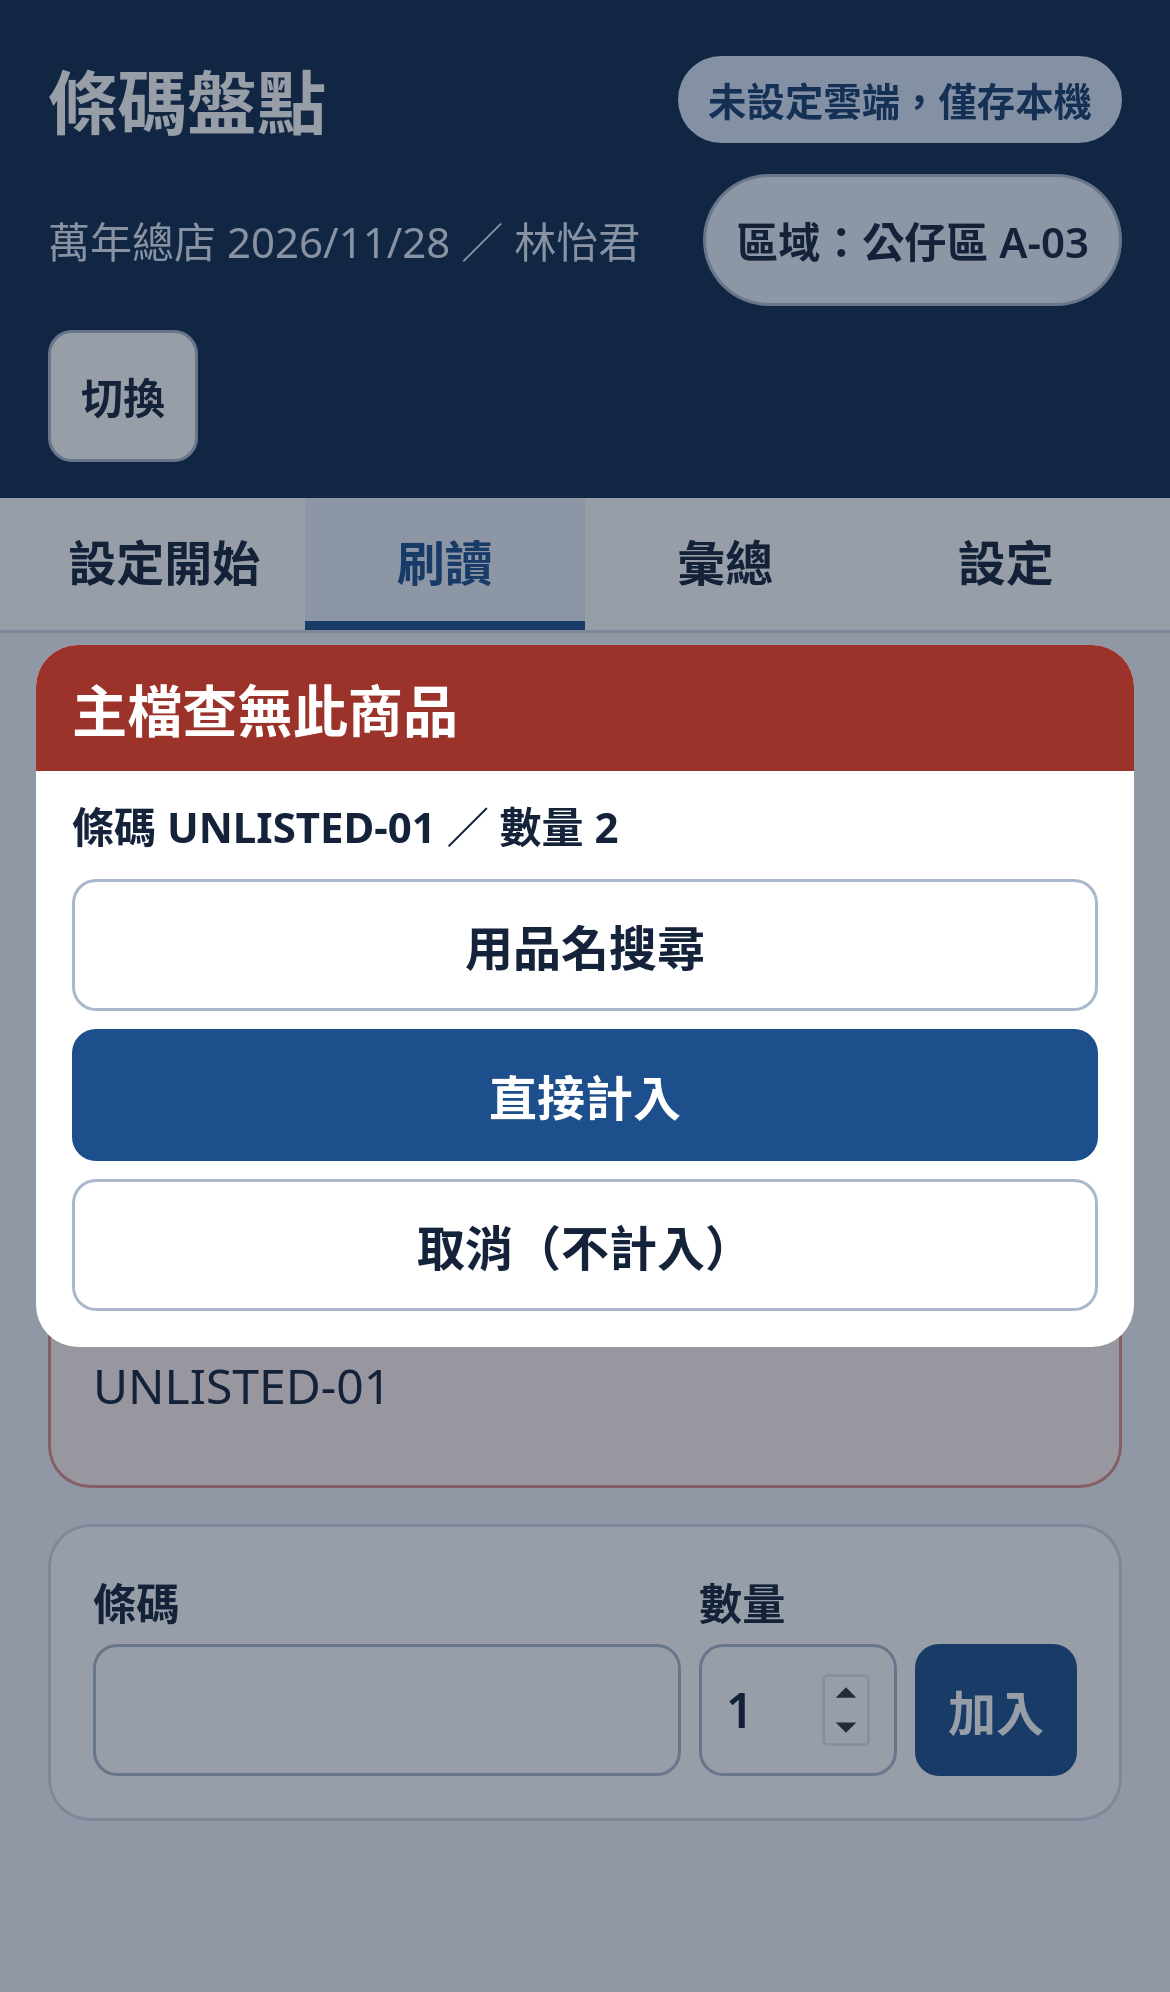 條碼盤點
未設定雲端，僅存本機
萬年總店 2026/11/28 ／ 林怡君
區域：公仔區 A-03
切換
設定開始
刷讀
彙總
設定
主檔查無此商品
條碼 UNLISTED-01 ／ 數量 2
用品名搜尋
直接計入
取消（不計入）
UNLISTED-01
條碼
數量
1
加入